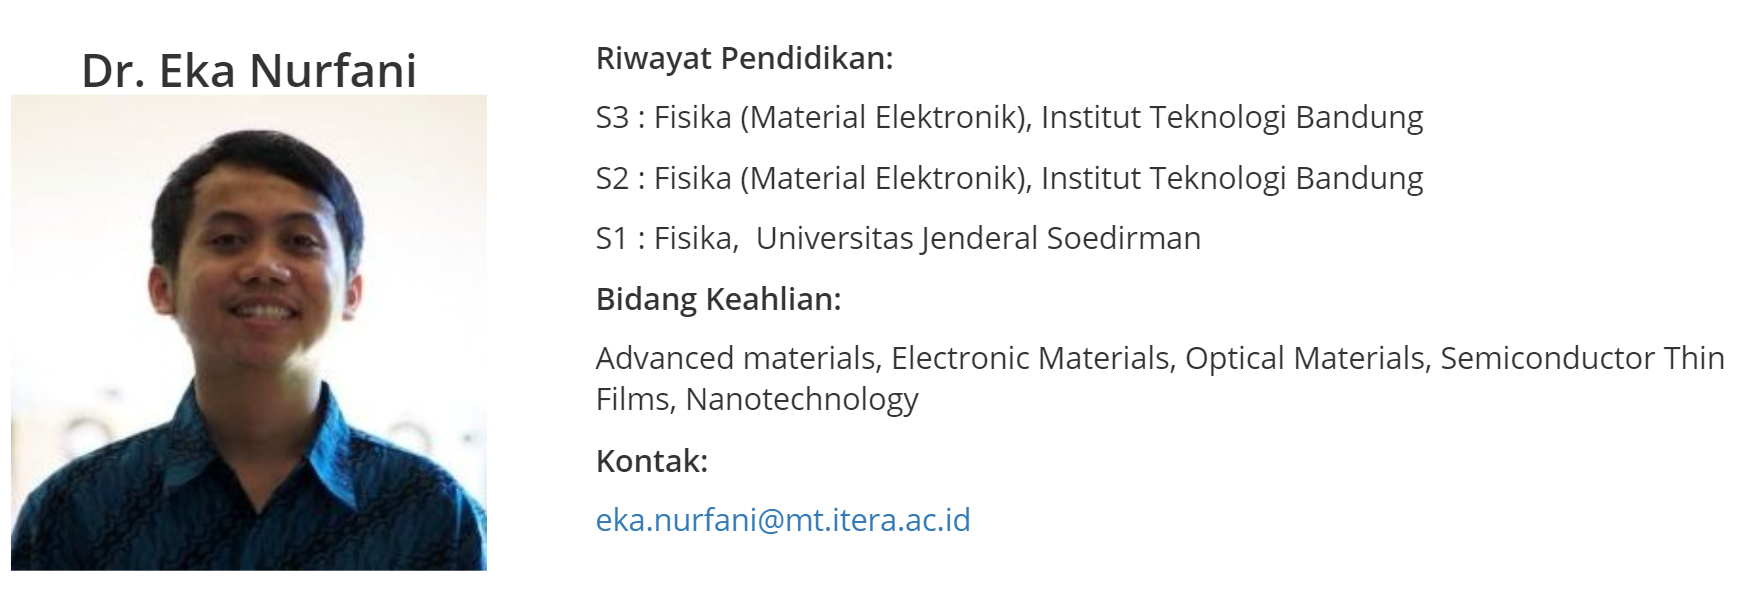 Dr. Eka Nurfani
Riwayat Pendidikan:
S3 : Fisika (Material Elektronik), Institut Teknologi Bandung
S2 : Fisika (Material Elektronik), Institut Teknologi Bandung
S1 : Fisika,  Universitas Jenderal Soedirman
Bidang Keahlian:
Advanced materials, Electronic Materials, Optical Materials, Semiconductor Thin
Films, Nanotechnology
Kontak:
eka.nurfani@mt.itera.ac.id